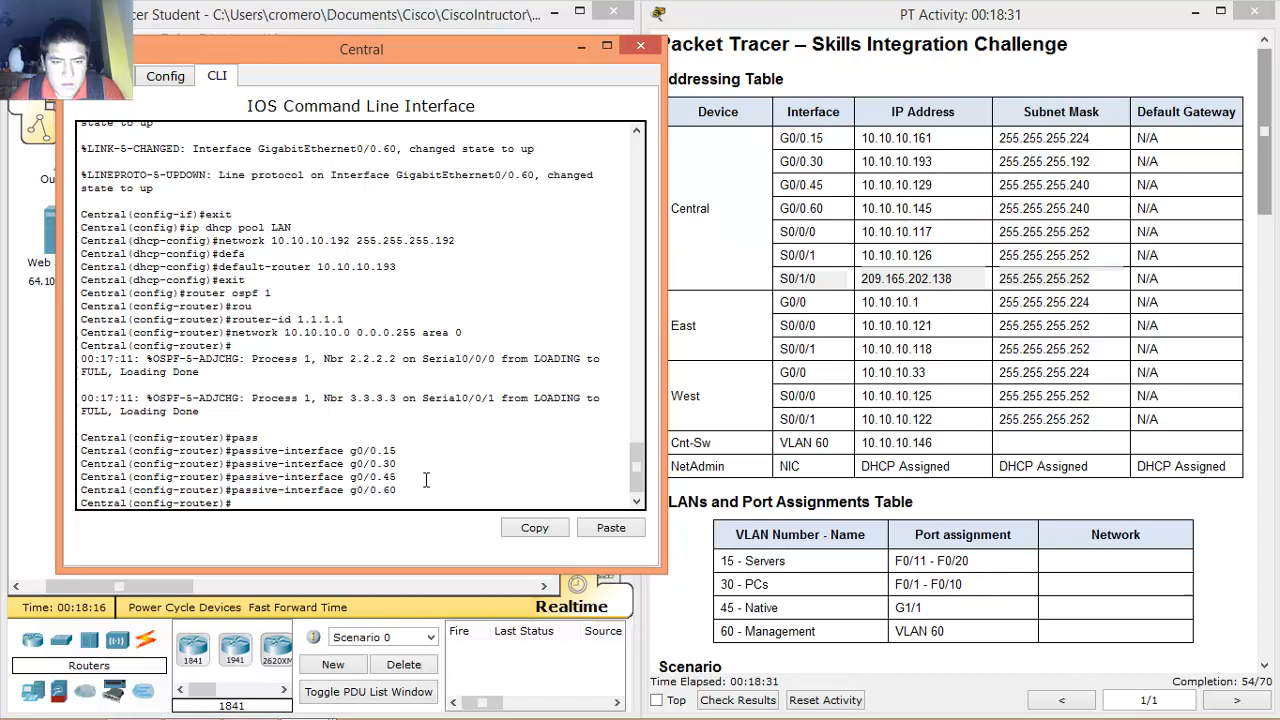 er Student - C:\Users\cromero\Documents\Cisco\CiscoIntructor\...
PT Activity: 00:18:31
Central
Config
CLI
IOS Command Line Interface
state to up
%LINK-5-CHANGED: Interface GigabitEthernet0/0.60, changed state to up
%LINEPROTO-5-UPDOWN: Line protocol on Interface GigabitEthernet0/0.60, changed
state to up
Central(config-if)#exit
Central(config)#ip dhcp pool LAN
Central(dhcp-config)#network 10.10.10.192 255.255.255.192
Central(dhcp-config)#defa
Central(dhcp-config)#default-router 10.10.10.193
Central(dhcp-config)#exit
Central(config)#router ospf 1
Central(config-router)#rou
Central(config-router)#router-id 1.1.1.1
Central(config-router)#network 10.10.10.0 0.0.0.255 area 0
Central(config-router)#
00:17:11: %OSPF-5-ADJCHG: Process 1, Nbr 2.2.2.2 on Serial0/0/0 from LOADING to
FULL, Loading Done
00:17:11: %OSPF-5-ADJCHG: Process 1, Nbr 3.3.3.3 on Serial0/0/1 from LOADING to
FULL, Loading Done
Central(config-router)#pass
Central(config-router)#passive-interface g0/0.15
Central(config-router)#passive-interface g0/0.30
Central(config-router)#passive-interface g0/0.45
Central(config-router)#passive-interface g0/0.60
Central(config-router)#
Copy
Paste
Ou
Web
64.10
Time: 00:18:16
Power Cycle Devices Fast Forward Time
Realtime
Routers
1841
1941
2620XM
1841
Scenario 0
New
Delete
Toggle PDU List Window
Fire
Last Status
Source
Packet Tracer – Skills Integration Challenge
ddressing Table
Device Interface IP Address Subnet Mask Default Gateway
Central
G0/0.15 10.10.10.161 255.255.255.224 N/A
G0/0.30 10.10.10.193 255.255.255.192 N/A
G0/0.45 10.10.10.129 255.255.255.240 N/A
G0/0.60 10.10.10.145 255.255.255.240 N/A
S0/0/0 10.10.10.117 255.255.255.252 N/A
S0/0/1 10.10.10.126 255.255.255.252 N/A
S0/1/0 209.165.202.138 255.255.255.252 N/A
East
G0/0 10.10.10.1 255.255.255.224 N/A
S0/0/0 10.10.10.121 255.255.255.252 N/A
S0/0/1 10.10.10.118 255.255.255.252 N/A
West
G0/0 10.10.10.33 255.255.255.224 N/A
S0/0/0 10.10.10.125 255.255.255.252 N/A
S0/0/1 10.10.10.122 255.255.255.252 N/A
Cnt-Sw VLAN 60 10.10.10.146
NetAdmin NIC DHCP Assigned DHCP Assigned DHCP Assigned
LANs and Port Assignments Table
VLAN Number - Name Port assignment Network
15 - Servers F0/11 - F0/20
30 - PCs F0/1 - F0/10
45 - Native G1/1
60 - Management VLAN 60
Scenario
Time Elapsed: 00:18:31
Completion: 54/70
Top
Check Results
Reset Activity
<
1/1
>